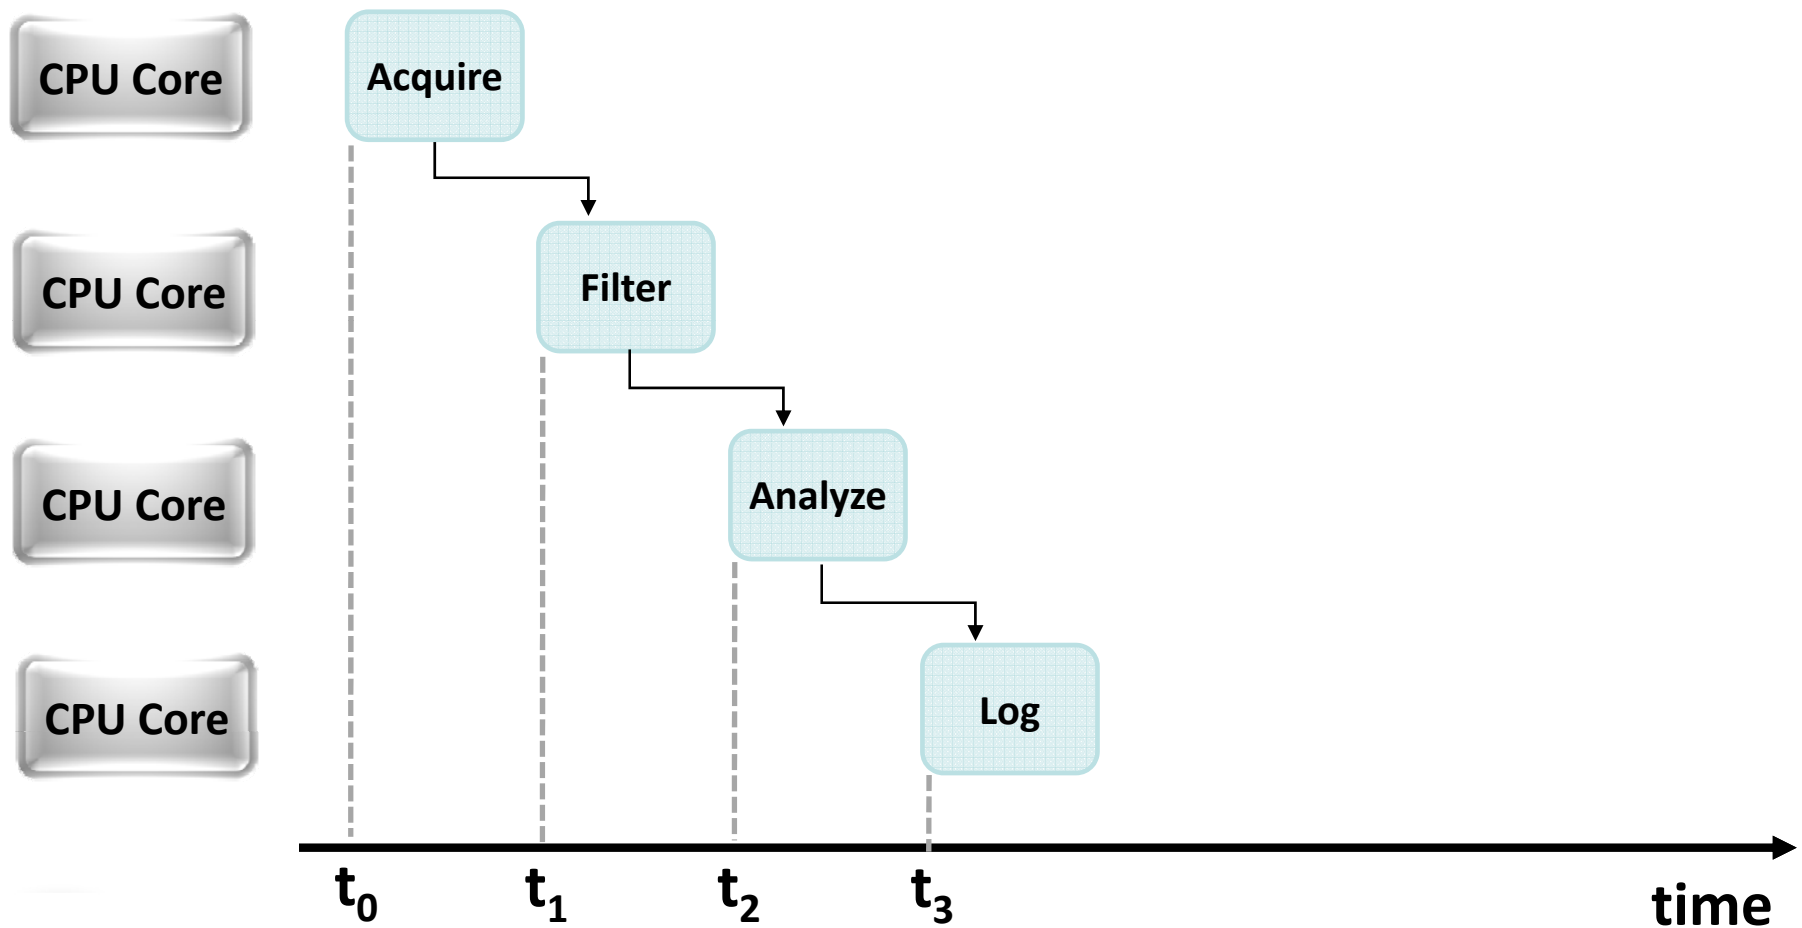 CPU Core
Acquire
CPU Core
Filter
CPU Core
Analyze
CPU Core
Log
t0 t1 t2 t3
time